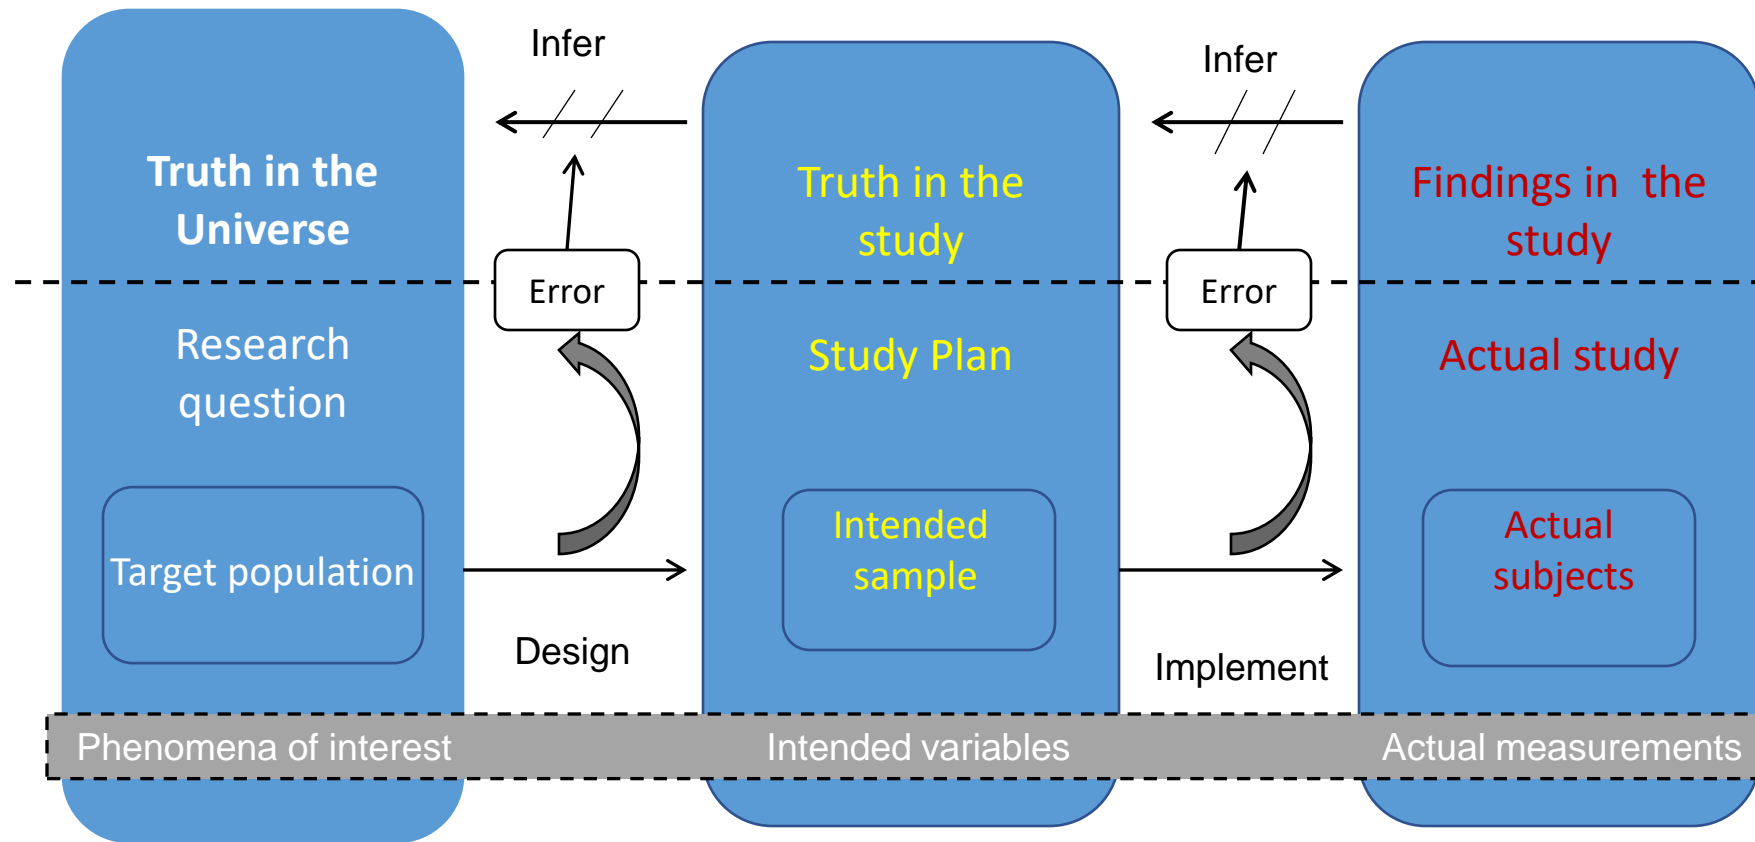 Infer
Infer
Truth in the
Universe
Truth in the
study
Findings in  the
study
Error
Error
Research
question
Study Plan
Actual study
Target population
Intended
sample
Actual
subjects
Design
Implement
Phenomena of interest
Intended variables
Actual measurements